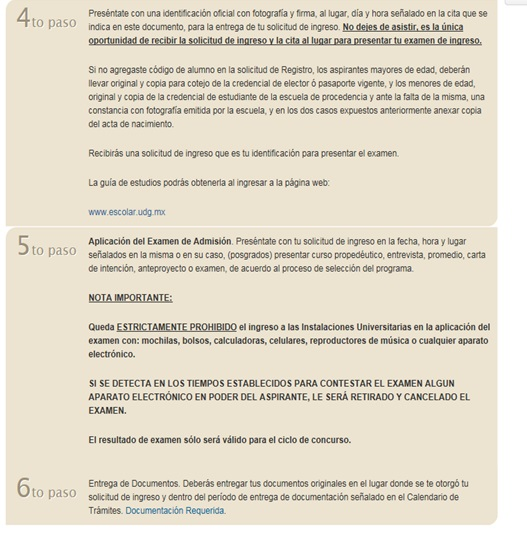 4to paso
Preséntate con una identificación oficial con fotografía y firma, al lugar, día y hora señalado en la cita que se
indica en este documento, para la entrega de tu solicitud de ingreso. No dejes de asistir, es la única
oportunidad de recibir la solicitud de ingreso y la cita al lugar para presentar tu examen de ingreso.
Si no agregaste código de alumno en la solicitud de Registro, los aspirantes mayores de edad, deberán
llevar original y copia para cotejo de la credencial de elector ó pasaporte vigente, y los menores de edad,
original y copia de la credencial de estudiante de la escuela de procedencia y ante la falta de la misma, una
constancia con fotografía emitida por la escuela, y en los dos casos expuestos anteriormente anexar copia
del acta de nacimiento.
Recibirás una solicitud de ingreso que es tu identificación para presentar el examen.
La guía de estudios podrás obtenerla al ingresar a la página web:
www.escolar.udg.mx
5to paso
Aplicación del Examen de Admisión. Preséntate con tu solicitud de ingreso en la fecha, hora y lugar
señalados en la misma o en su caso, (posgrados) presentar curso propedéutico, entrevista, promedio, carta
de intención, anteproyecto o examen, de acuerdo al proceso de selección del programa.
NOTA IMPORTANTE:
Queda ESTRICTAMENTE PROHIBIDO el ingreso a las Instalaciones Universitarias en la aplicación del
examen con: mochilas, bolsos, calculadoras, celulares, reproductores de música o cualquier aparato
electrónico.
SI SE DETECTA EN LOS TIEMPOS ESTABLECIDOS PARA CONTESTAR EL EXAMEN ALGUN
APARATO ELECTRÓNICO EN PODER DEL ASPIRANTE, LE SERÁ RETIRADO Y CANCELADO EL
EXAMEN.
El resultado de examen sólo será válido para el ciclo de concurso.
6to paso
Entrega de Documentos. Deberás entregar tus documentos originales en el lugar donde se te otorgó tu
solicitud de ingreso y dentro del período de entrega de documentación señalado en el Calendario de
Trámites. Documentación Requerida.